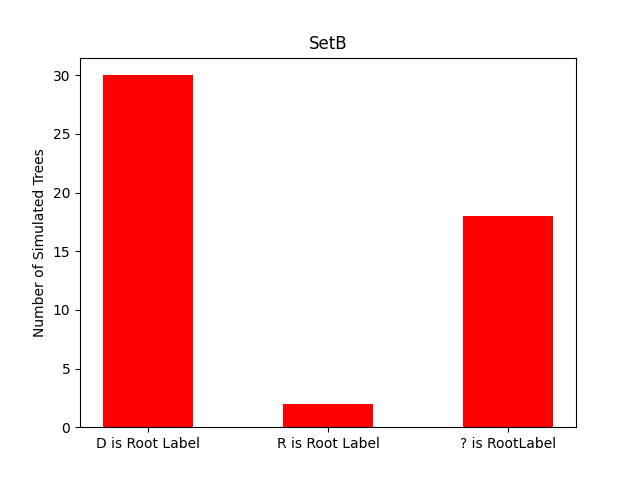 SetB
Number of Simulated Trees
30
25
20
15
10
5
0
D is Root Label
R is Root Label
? is RootLabel